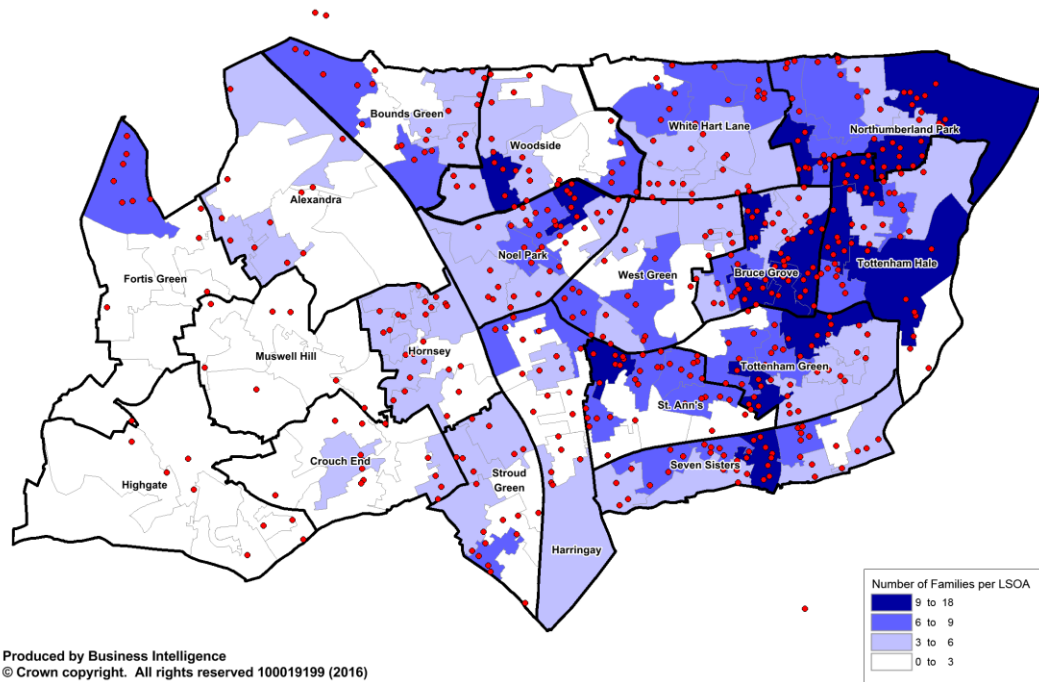 Bounds Green
White Hart Lane
Northumberland Park
Woodside
Alexandra
Noel Park
Tottenham Hale
Fortis Green
West Green
Bruce Grove
Muswell Hill
Hornsey
Tottenham Green
St. Ann's
Crouch End
Seven Sisters
Stroud
Green
Highgate
Harringay
Number of Families per LSOA
9 to 18
6 to 9
3 to 6
0 to 3
Produced by Business Intelligence
© Crown copyright. All rights reserved 100019199 (2016)